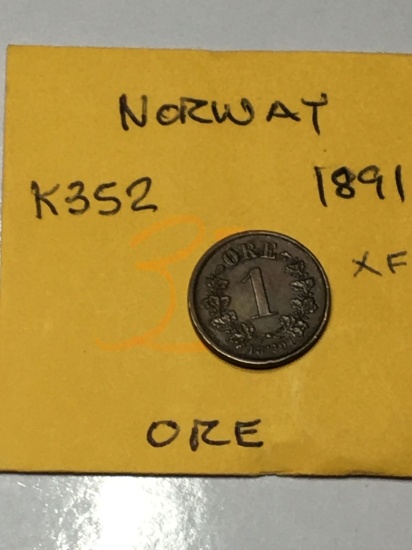 NORWAY
K352
1891
XF
ØRE
1
ORE